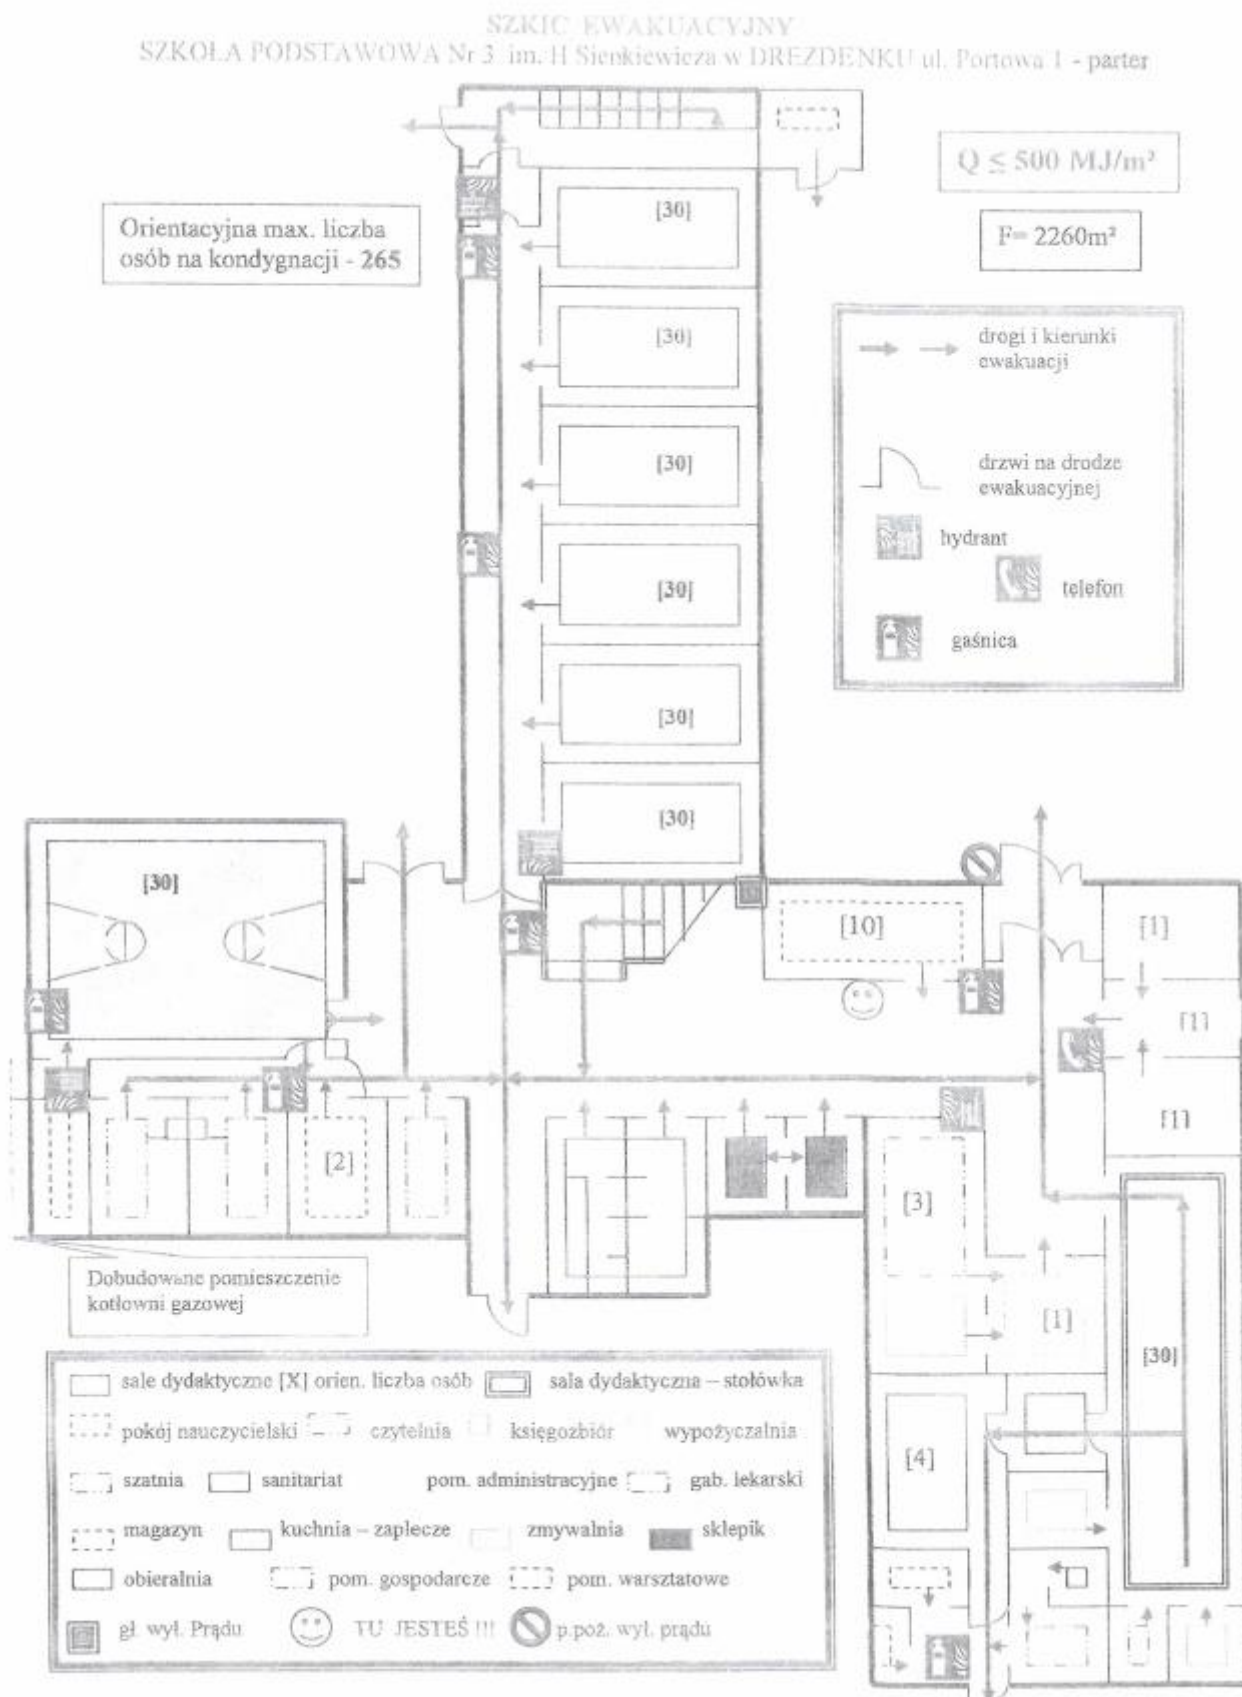 SZKIC EWAKUACYJNY
SZKOŁA PODSTAWOWA Nr 3 im. H Sienkiewicza w DREZDENKU ul. Portowa 1 - parter
Q ≤ 500 MJ/m²
Orientacyjna max. liczba
osób na kondygnacji - 265
F= 2260m²
[30]
[30]
[30]
[30]
[30]
[30]
drogi i kierunki
ewakuacji
drzwi na drodze
ewakuacyjnej
hydrant
telefon
gaśnica
[30]
[10]
[1]
[1]
[1]
[2]
[3]
[1]
[30]
[4]
Dobudowane pomieszczenie
kotłowni gazowej
sale dydaktyczne [X] orien. liczba osób sala dydaktyczna – stołówka
pokój nauczycielski czytelnia księgozbiór wypożyczalnia
szatnia sanitariat pom. administracyjne gab. lekarski
magazyn kuchnia – zaplecze zmywalnia sklepik
obieralnia pom. gospodarcze pom. warsztatowe
gł. wył. Prądu TU JESTEŚ !!! p.poż. wył. prądu